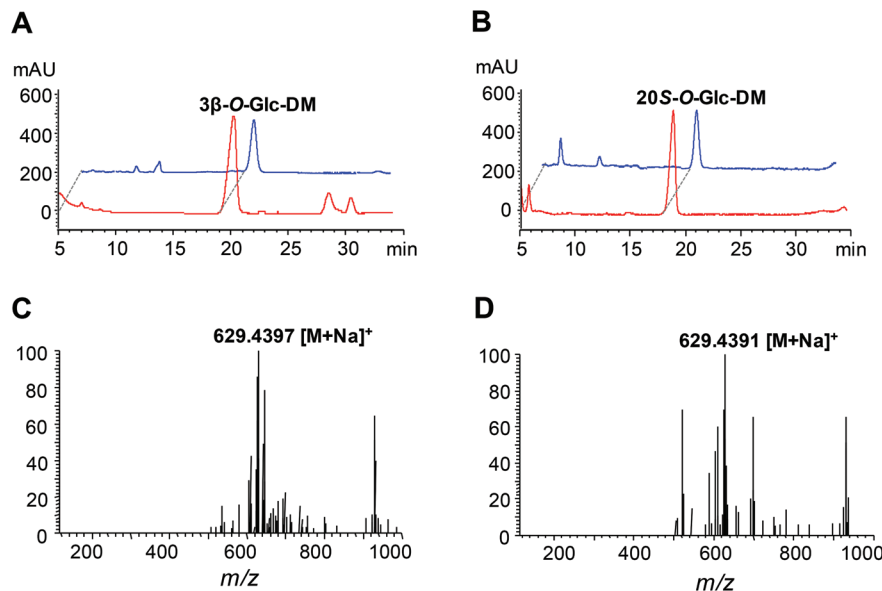 A
mAU
3β-O-Glc-DM
600
400
200
0
5 10 15 20 25 30 min
B
mAU
20S-O-Glc-DM
600
400
200
0
5 10 15 20 25 30 min
C
629.4397 [M+Na]+
100
80
60
40
20
0
200 400 600 800 1000
m/z
D
629.4391 [M+Na]+
100
80
60
40
20
0
200 400 600 800 1000
m/z